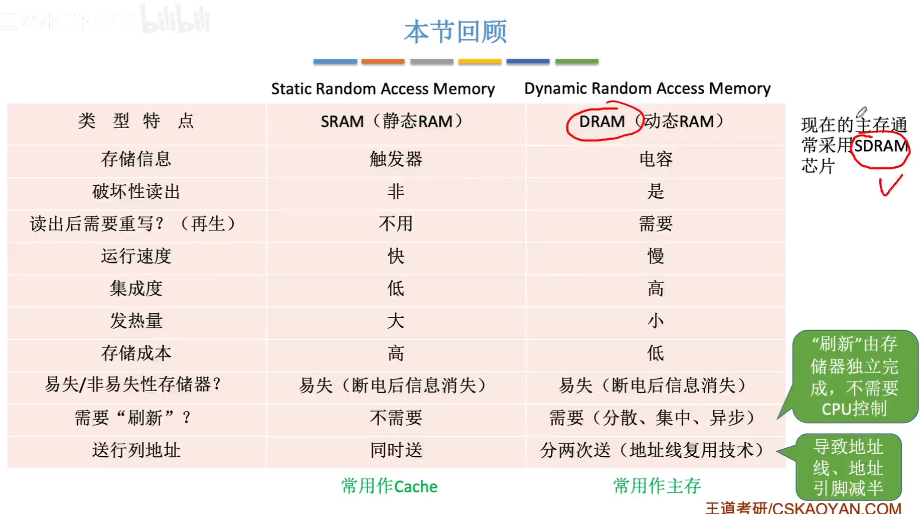 bilibili
本节回顾
Static Random Access Memory Dynamic Random Access Memory
类 型 特 点 SRAM（静态RAM） DRAM（动态RAM）
存储信息 触发器 电容
破坏性读出 非 是
读出后需要重写？（再生） 不用 需要
运行速度 快 慢
集成度 低 高
发热量 大 小
存储成本 高 低
易失/非易失性存储器？ 易失（断电后信息消失） 易失（断电后信息消失）
需要“刷新”？ 不需要 需要（分散、集中、异步）
送行列地址 同时送 分两次送（地址线复用技术）
常用作Cache 常用作主存
现在的主存通
常采用SDRAM
芯片
“刷新”由存
储器独立完
成，不需要
CPU控制
导致地址
线、地址
引脚减半
王道考研/CSKAOYAN.COM